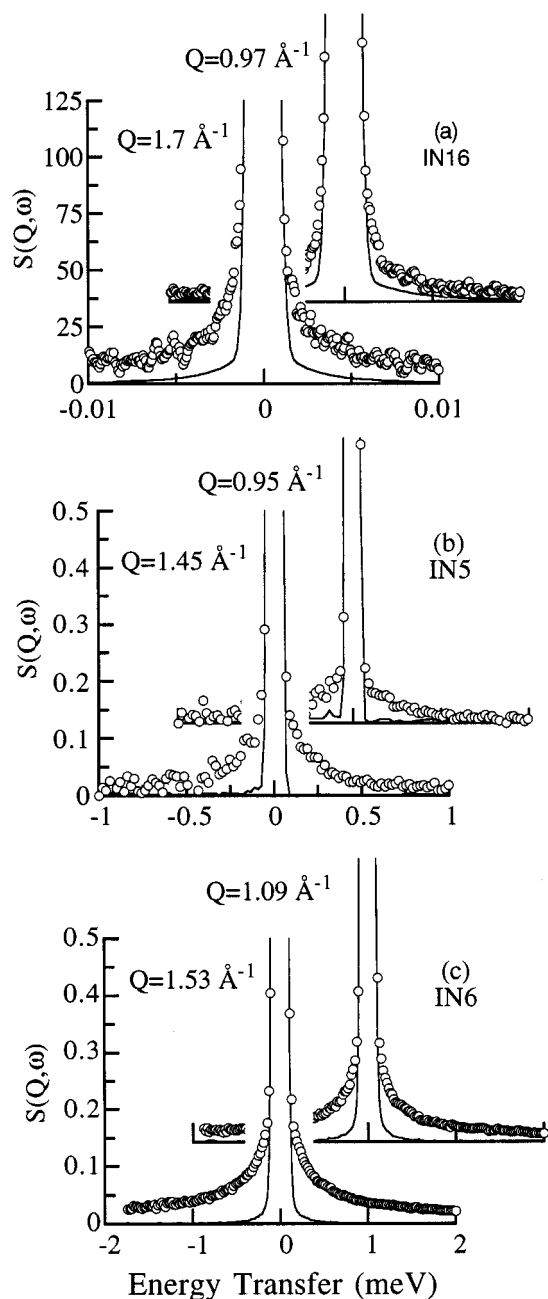 Q=0.97 Å-1
125
Q=1.7 Å-1
(a)
IN16
100
75
50
25
0
S(Q,ω)
-0.01
0
0.01
Q=0.95 Å-1
0.5
Q=1.45 Å-1
(b)
IN5
0.4
0.3
0.2
0.1
0
S(Q,ω)
-1
-0.5
0
0.5
1
Q=1.09 Å-1
0.5
Q=1.53 Å-1
(c)
IN6
0.4
0.3
0.2
0.1
0
S(Q,ω)
-2
-1
0
1
2
Energy Transfer (meV)